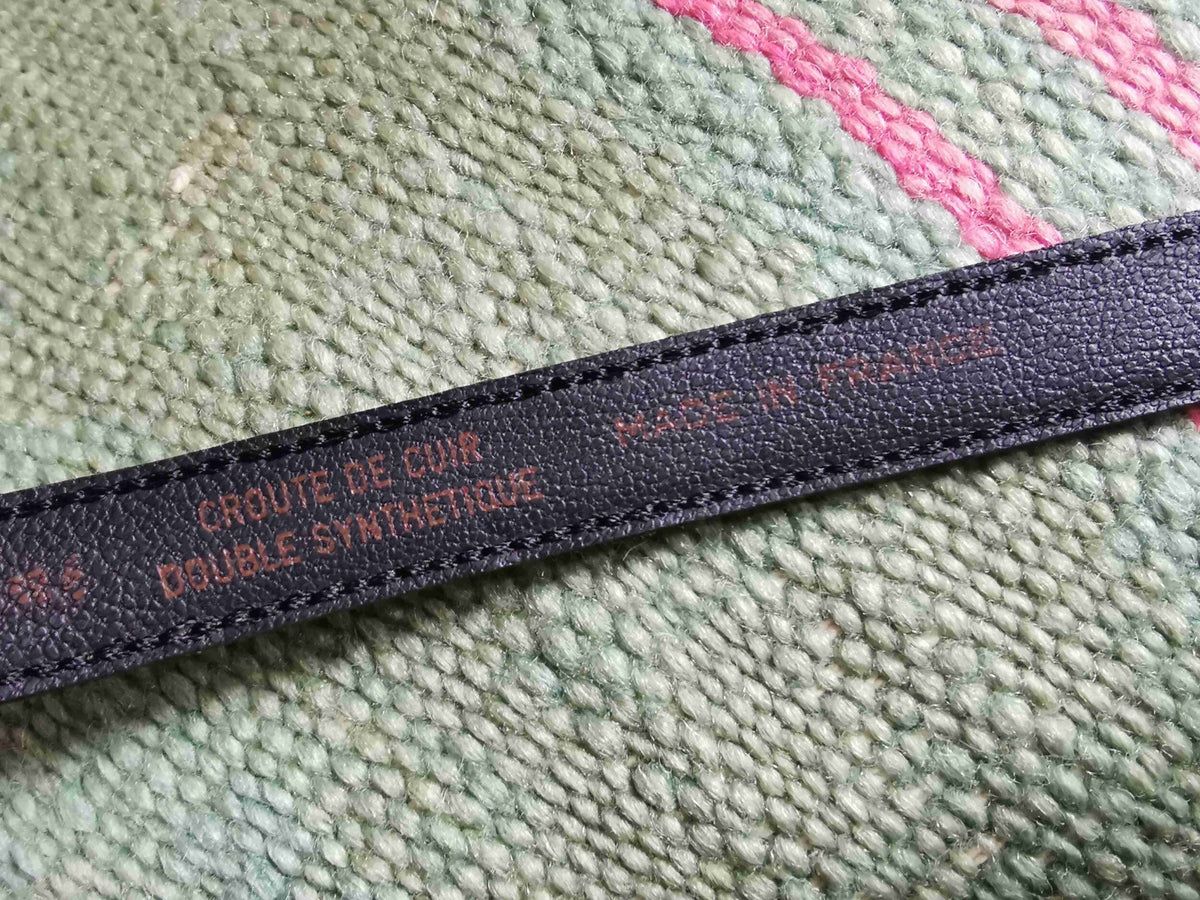 CROUTE DE CUIR
DOUBLE SYNTHETIQUE
MADE IN FRANCE